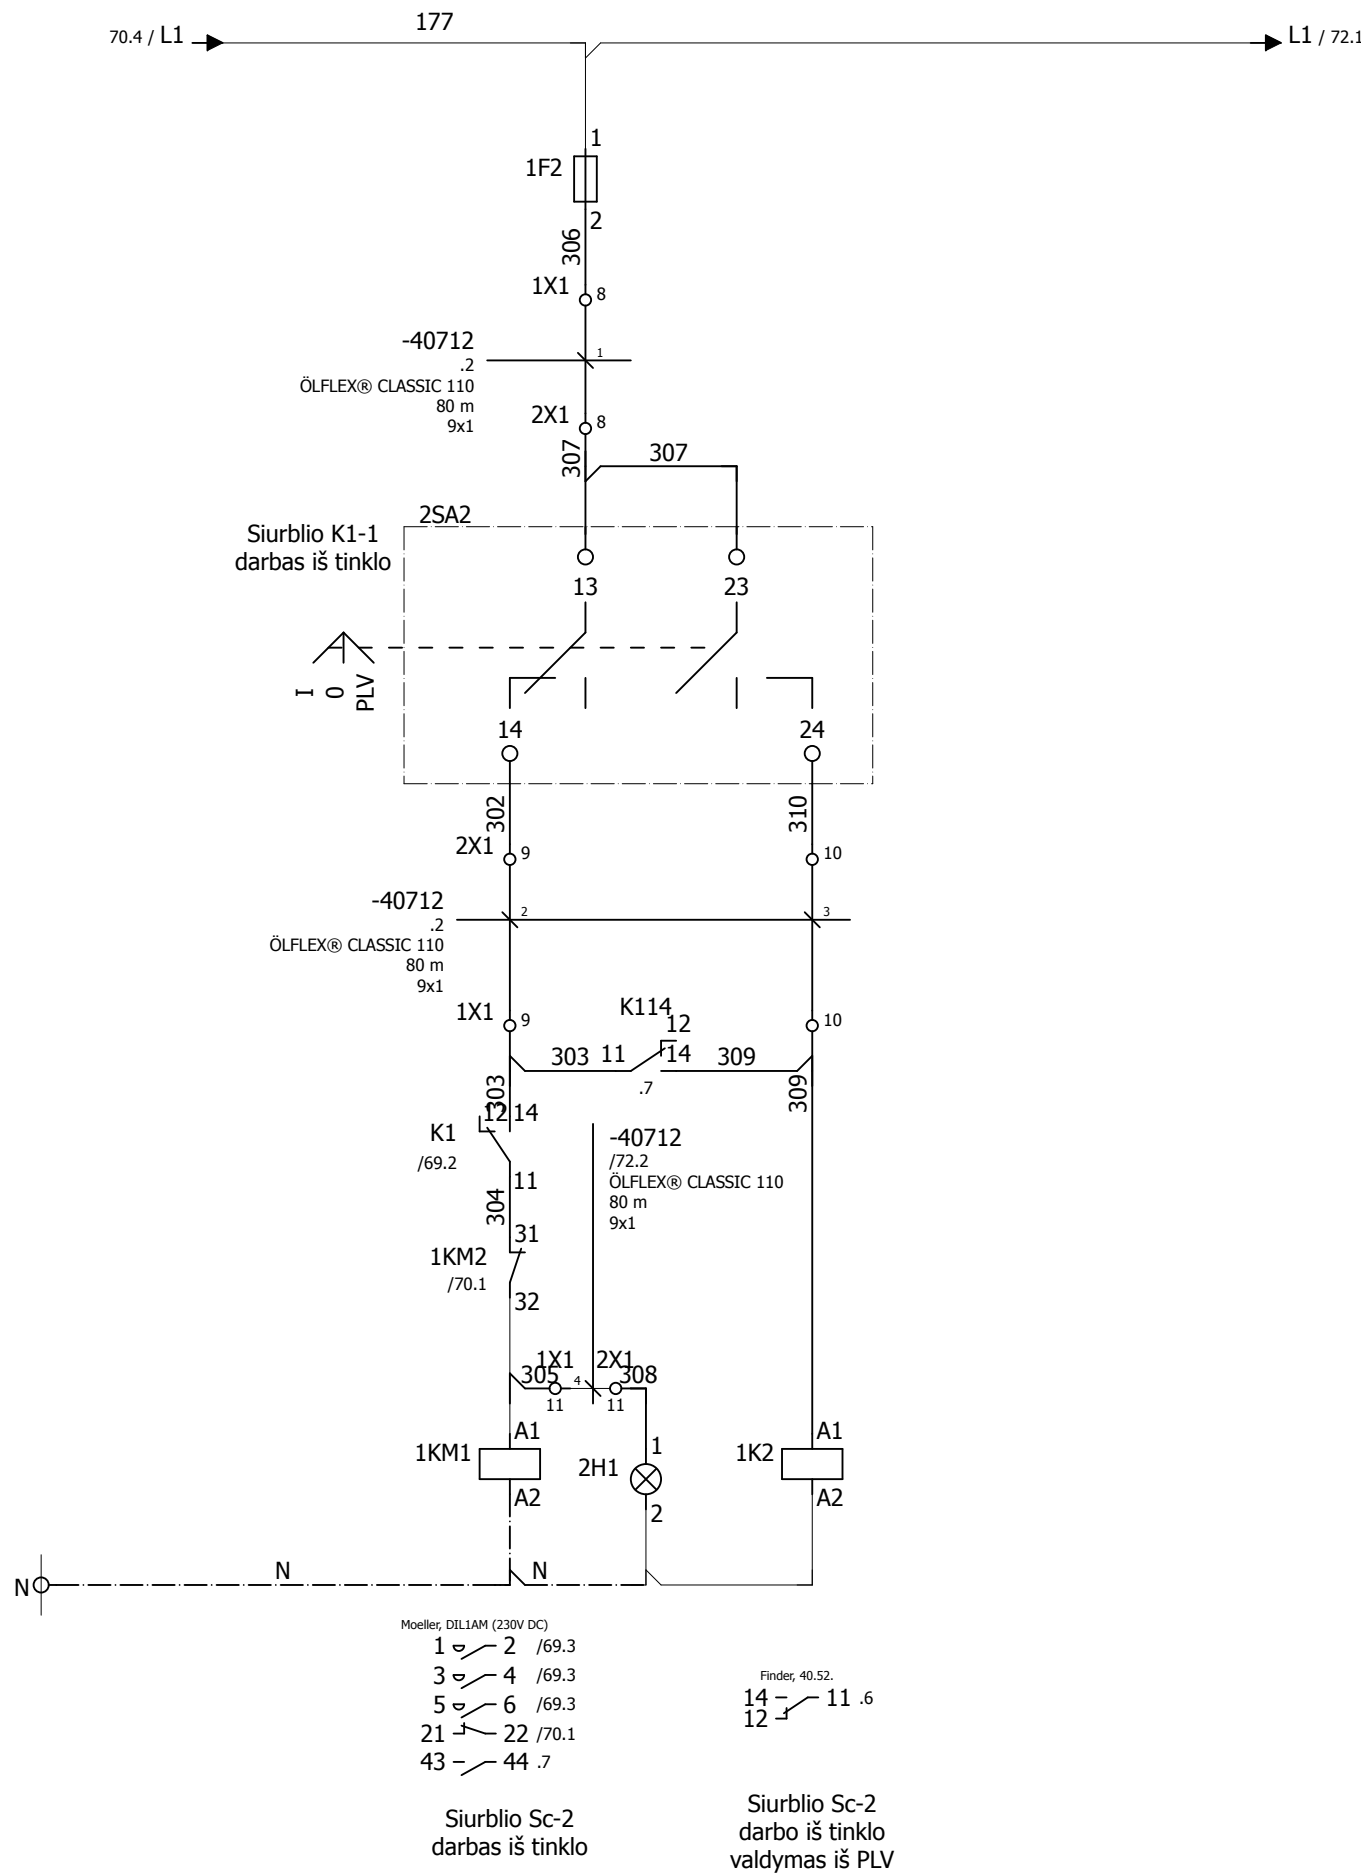 177
70.4 / L1
L1 / 72.1
1
1F2
2
306
1X1 8
-40712
.2
ÖLFLEX® CLASSIC 110
80 m
9x1
1
2X1 8
307
307
2SA2
Siurblio K1-1
darbas iš tinklo
13
23
I
0
PLV
14
24
302
310
2X1 9
10
-40712
.2
ÖLFLEX® CLASSIC 110
80 m
9x1
2
3
1X1 9
10
K114
12
303
11
14
309
.7
303
309
12 14
K1
/69.2
11
304
-40712
/72.2
ÖLFLEX® CLASSIC 110
80 m
9x1
31
1KM2
/70.1
32
1X1
2X1
305
4
308
11
11
A1
1KM1
A2
1
2H1
2
A1
1K2
A2
N
N
N
Moeller, DIL1AM (230V DC)
1 2 /69.3
3 4 /69.3
5 6 /69.3
21 22 /70.1
43 44 .7
Siurblio Sc-2
darbas iš tinklo
Finder, 40.52.
14 11 .6
12
Siurblio Sc-2
darbo iš tinklo
valdymas iš PLV